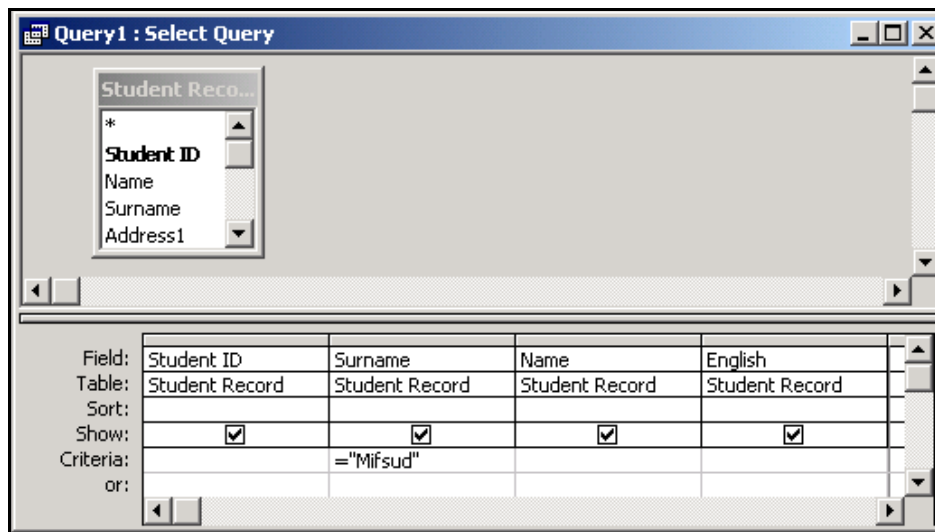 Query1 : Select Query
Student Reco...
*
Student ID
Name
Surname
Address1
Field: Student ID Surname Name English
Table: Student Record Student Record Student Record Student Record
Sort:
Show:
Criteria: ="Mifsud"
or: